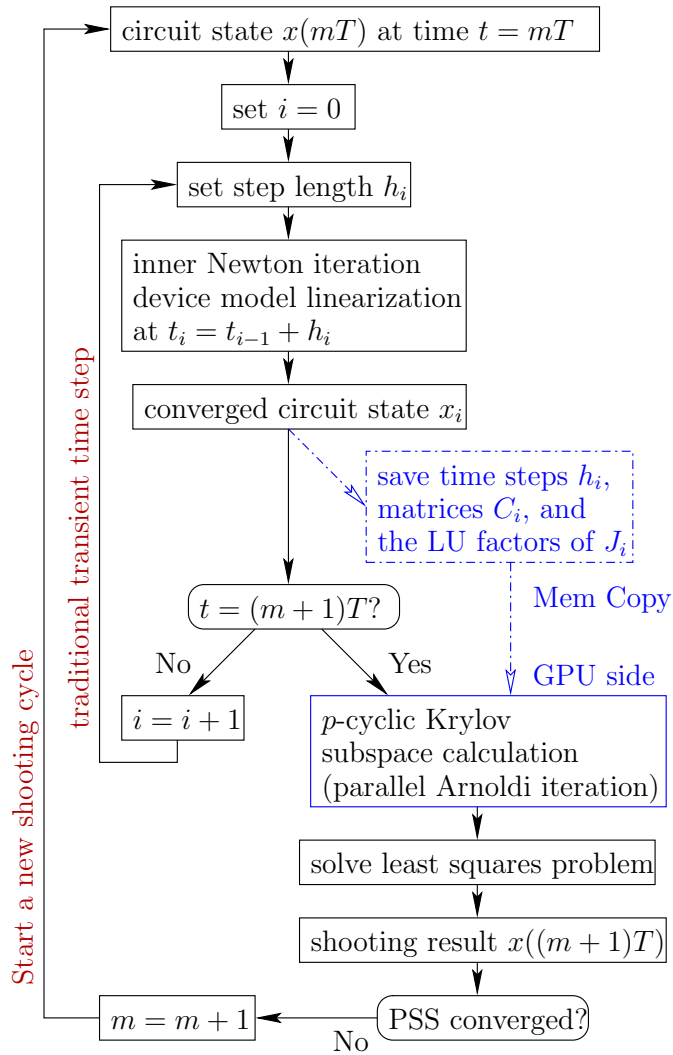 circuit state x(mT) at time t = mT
set i = 0
set step length h_i
inner Newton iteration
device model linearization
at t_i = t_{i−1} + h_i
converged circuit state x_i
save time steps h_i,
matrices C_i, and
the LU factors of J_i
Mem Copy
GPU side
t = (m + 1)T?
No
Yes
i = i + 1
p-cyclic Krylov
subspace calculation
(parallel Arnoldi iteration)
solve least squares problem
shooting result x((m + 1)T)
PSS converged?
No
m = m + 1
traditional transient time step
Start a new shooting cycle